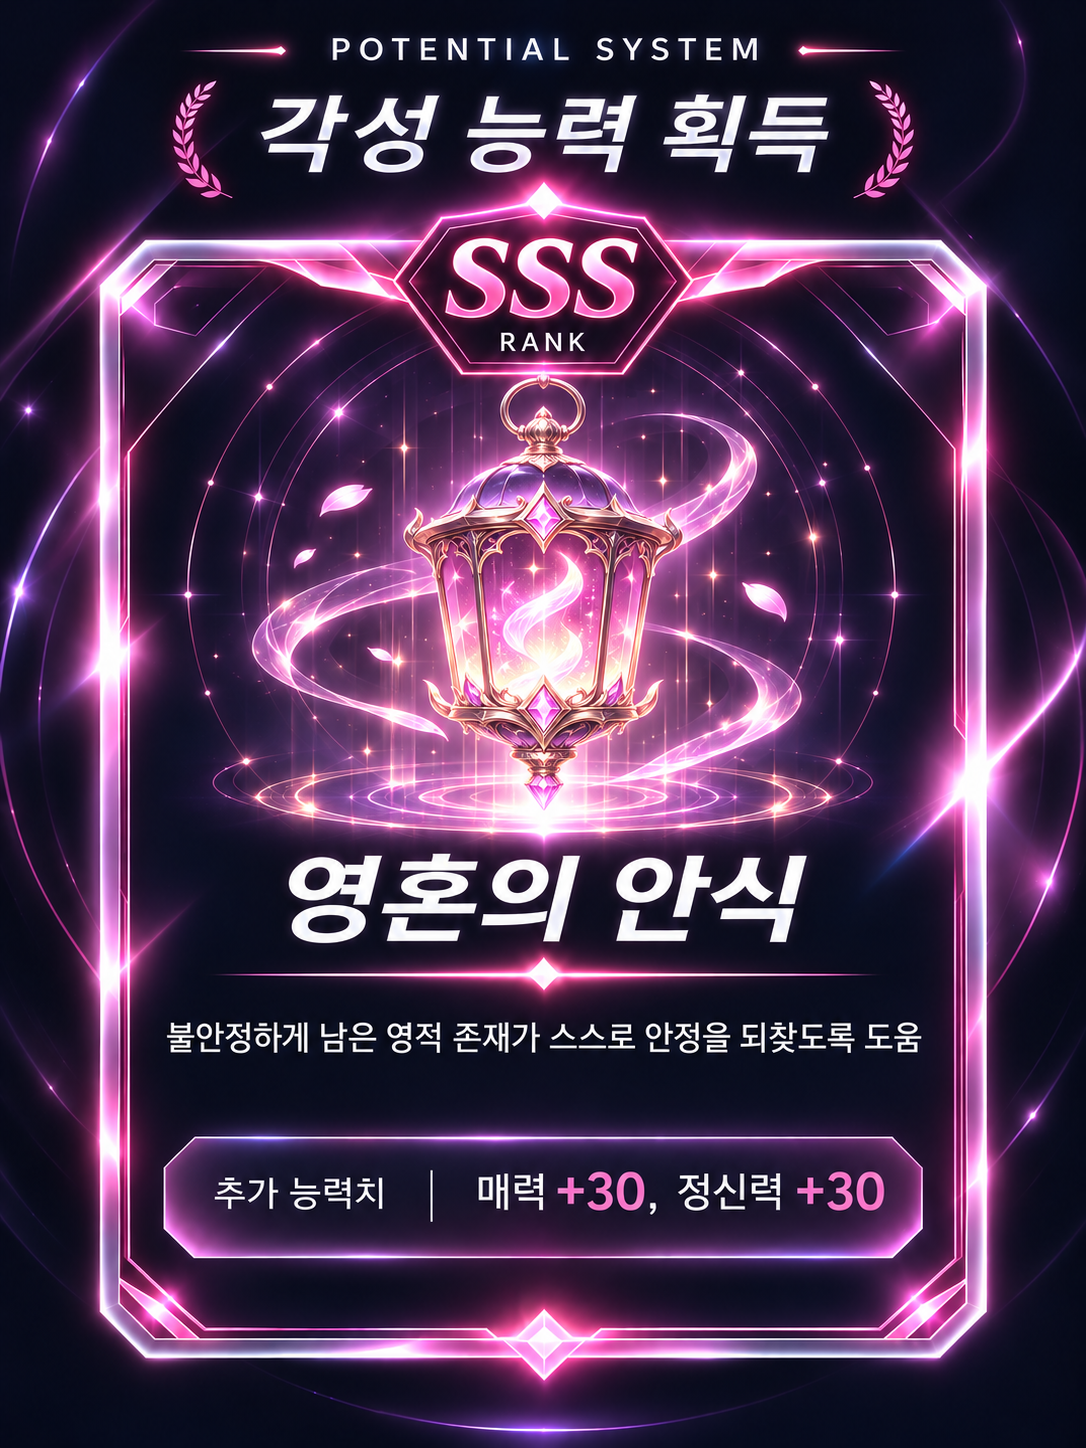 POTENTIAL SYSTEM
각성 능력 획득
SSS
RANK
영혼의 안식
불안정하게 남은 영적 존재가 스스로 안정을 되찾도록 도움
추가 능력치 | 매력 +30, 정신력 +30